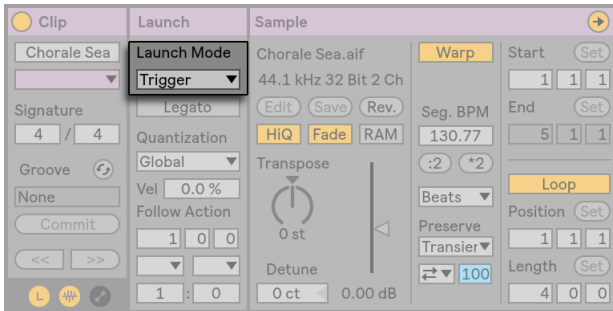 Clip
Chorale Sea
Signature
4 / 4
Groove
None
Commit
<< >>
L
Launch
Launch Mode
Trigger
Legato
Quantization
Global
Vel 0.0 %
Follow Action
1 0 0
1 : 0
Sample
Chorale Sea.aif
44.1 kHz 32 Bit 2 Ch
Edit Save Rev.
HiQ Fade RAM
Transpose
0 st
Detune
0 ct 0.00 dB
Warp
Seg. BPM
130.77
:2 *2
Beats
Preserve
Transier
100
Start Set
1 1 1
End Set
5 1 1
Loop
Position Set
1 1 1
Length Set
4 0 0